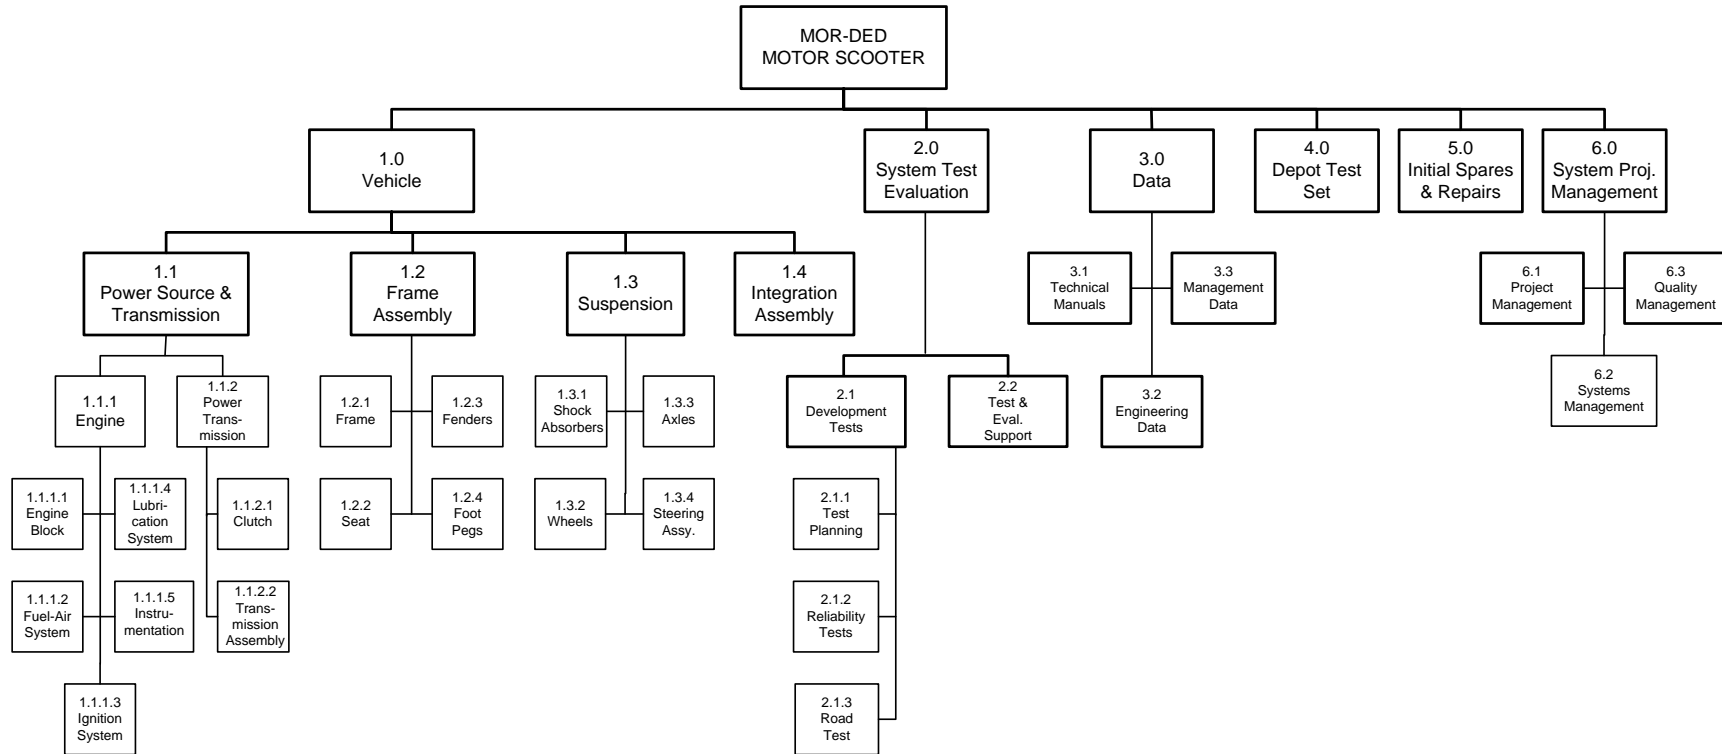 MOR-DED
MOTOR SCOOTER
1.0
Vehicle
2.0
System Test
Evaluation
3.0
Data
4.0
Depot Test
Set
5.0
Initial Spares
& Repairs
6.0
System Proj.
Management
1.1
Power Source &
Transmission
1.2
Frame
Assembly
1.3
Suspension
1.4
Integration
Assembly
3.1
Technical
Manuals
3.3
Management
Data
6.1
Project
Management
6.3
Quality
Management
1.1.1
Engine
1.1.2
Power
Trans-
mission
1.2.1
Frame
1.2.3
Fenders
1.3.1
Shock
Absorbers
1.3.3
Axles
2.1
Development
Tests
2.2
Test &
Eval.
Support
3.2
Engineering
Data
6.2
Systems
Management
1.1.1.1
Engine
Block
1.1.1.4
Lubri-
cation
System
1.1.2.1
Clutch
1.2.2
Seat
1.2.4
Foot
Pegs
1.3.2
Wheels
1.3.4
Steering
Assy.
2.1.1
Test
Planning
1.1.1.2
Fuel-Air
System
1.1.1.5
Instru-
mentation
1.1.2.2
Trans-
mission
Assembly
2.1.2
Reliability
Tests
1.1.1.3
Ignition
System
2.1.3
Road
Test